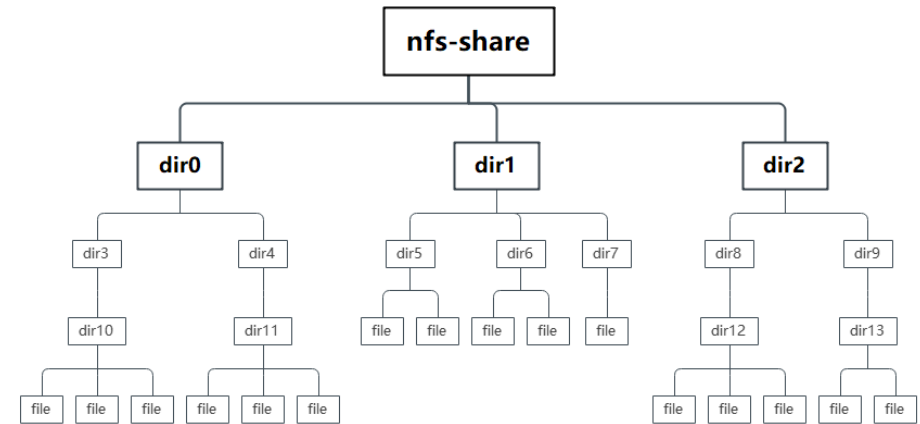 nfs-share
dir0 dir1 dir2
dir3 dir4 dir5 dir6 dir7 dir8 dir9
dir10 dir11 file file file file file dir12 dir13
file file file file file file file file file file file